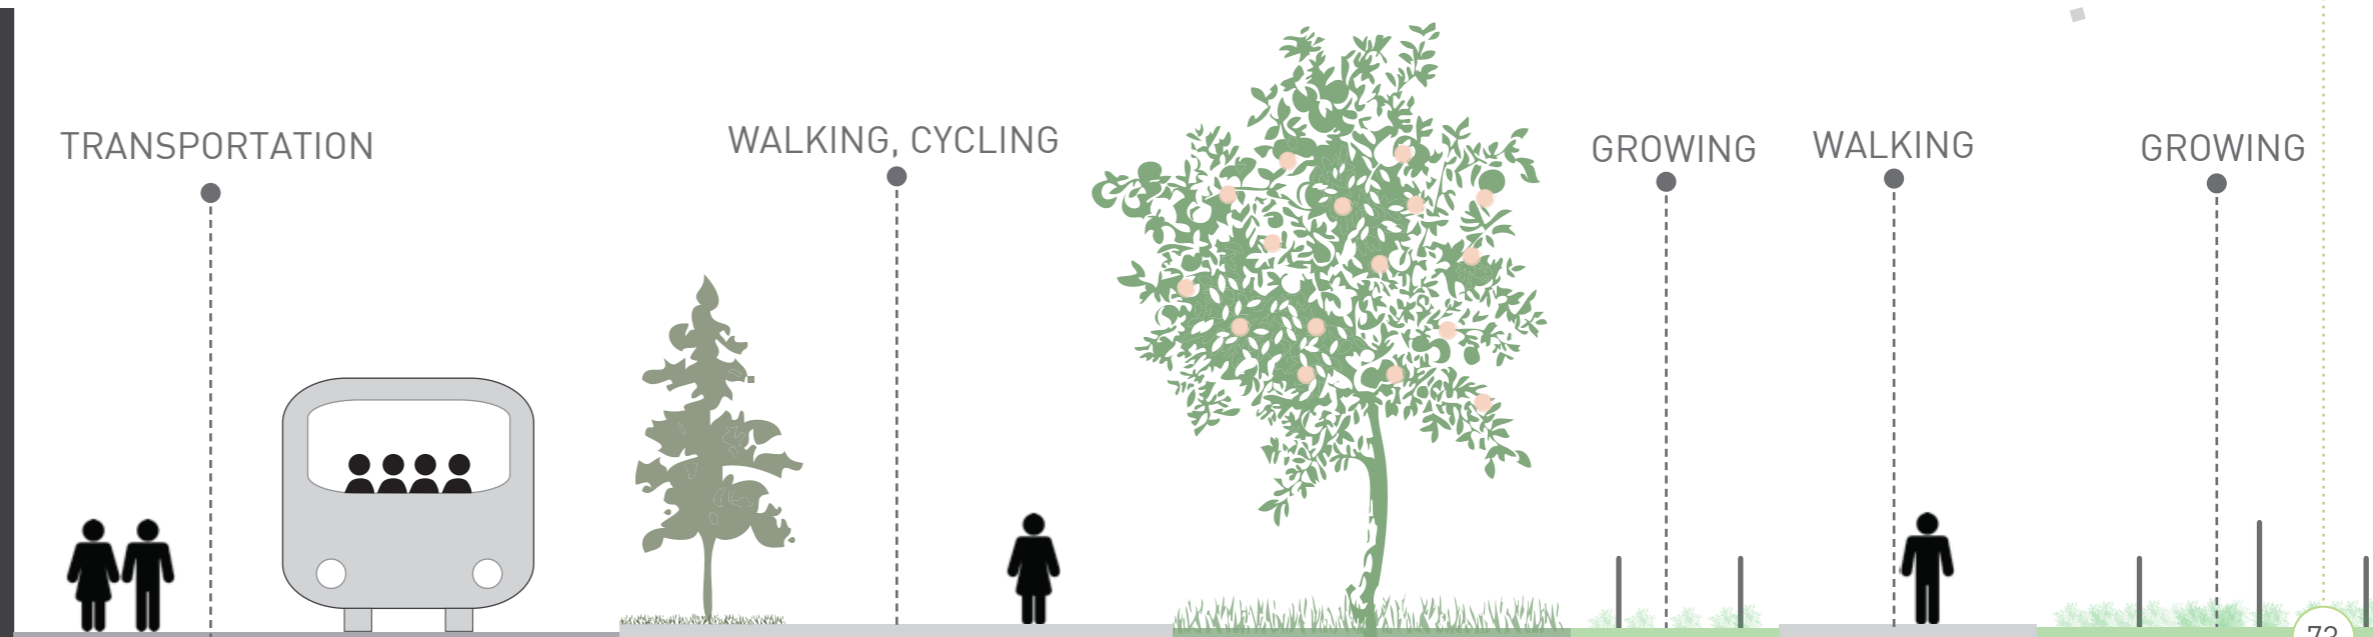 TRANSPORTATION
WALKING, CYCLING
GROWING
WALKING
GROWING